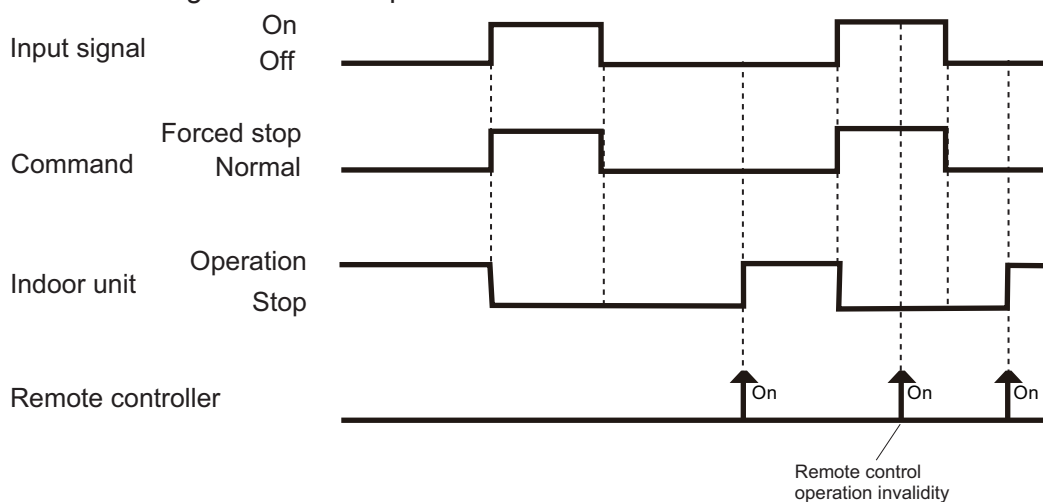 On
Input signal
Off
Forced stop
Command
Normal
Operation
Indoor unit
Stop
On
On
On
Remote controller
Remote control
operation invalidity